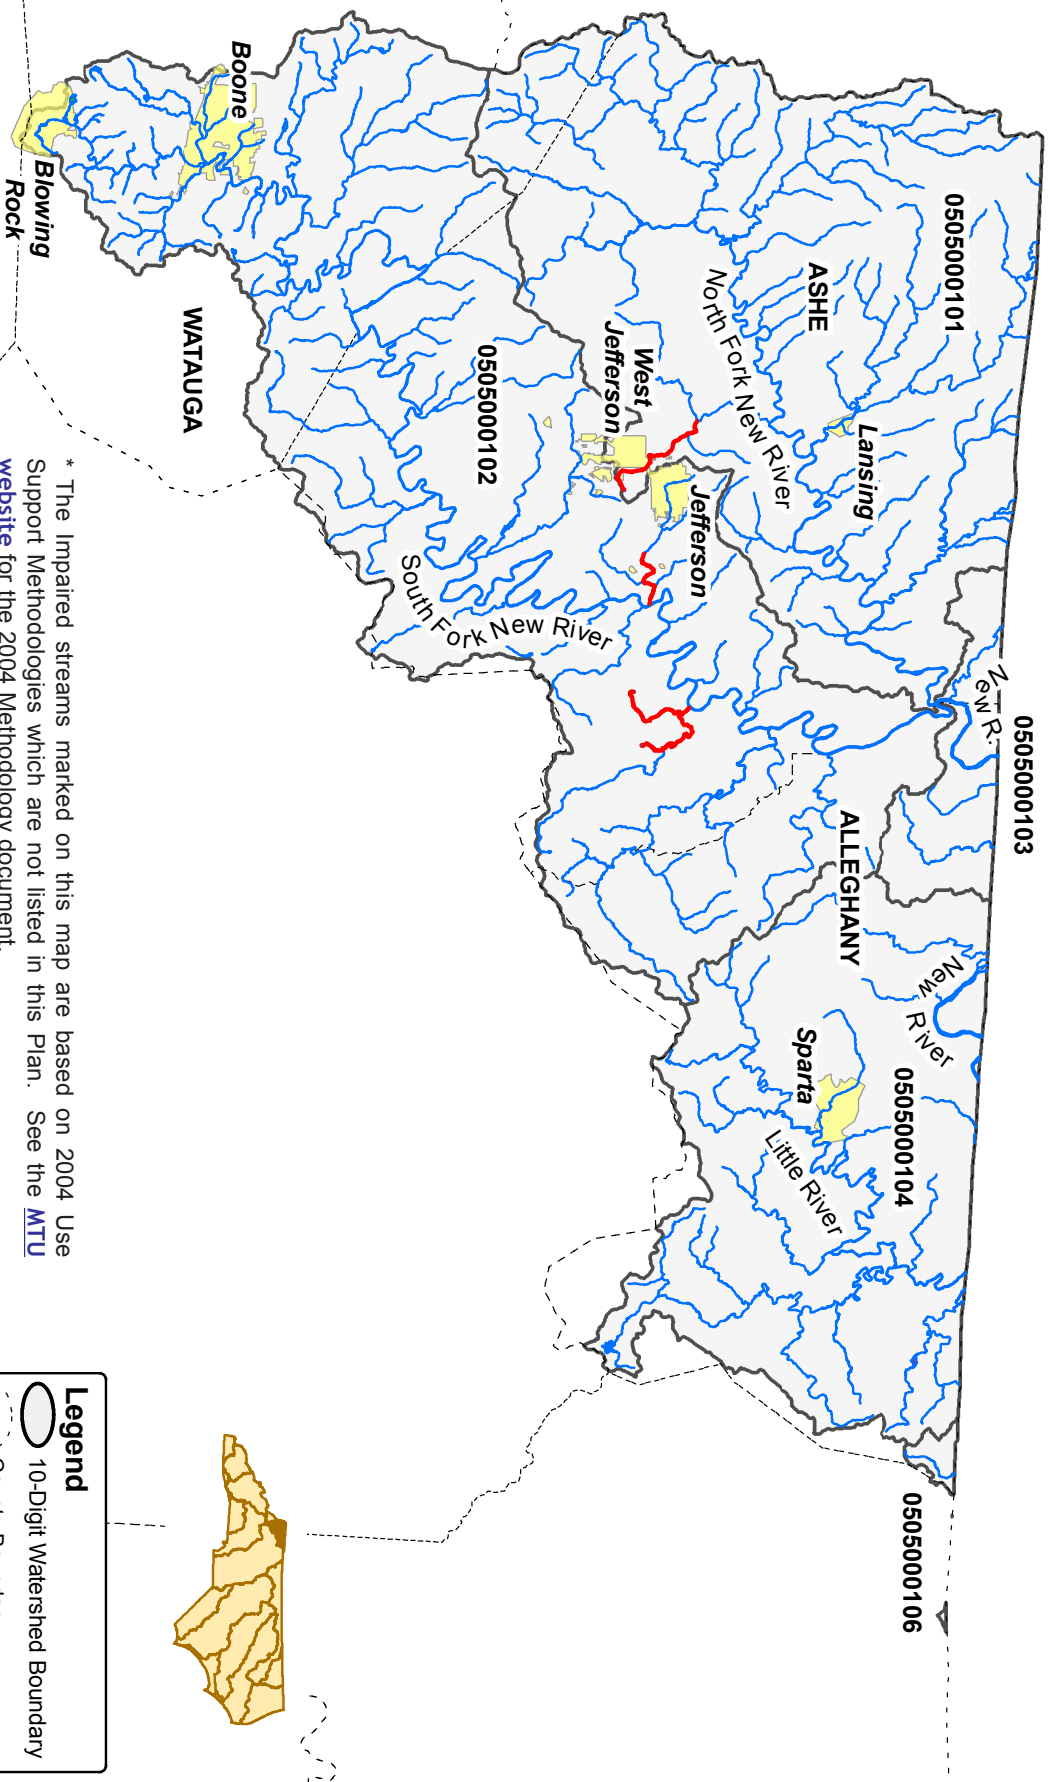 0505000101
0505000103
0505000106
ASHE
Lansing
North Fork New River
New R.
New
River
ALLEGHANY
0505000104
Sparta
Little River
West
Jefferson
Jefferson
0505000102
South Fork New River
Boone
WATAUGA
Blowing
Rock
* The Impaired streams marked on this map are based on 2004 Use
Support Methodologies which are not listed in this Plan. See the MTU
website for the 2004 Methodology document.
Legend
10-Digit Watershed Boundary